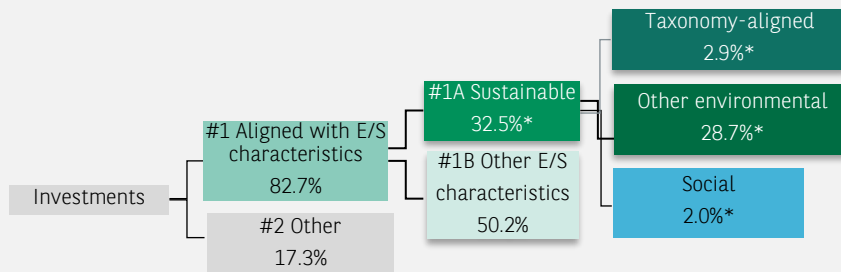 Investments
#1 Aligned with E/S
characteristics
82.7%
#2 Other
17.3%
#1A Sustainable
32.5%*
#1B Other E/S
characteristics
50.2%
Taxonomy-aligned
2.9%*
Other environmental
28.7%*
Social
2.0%*